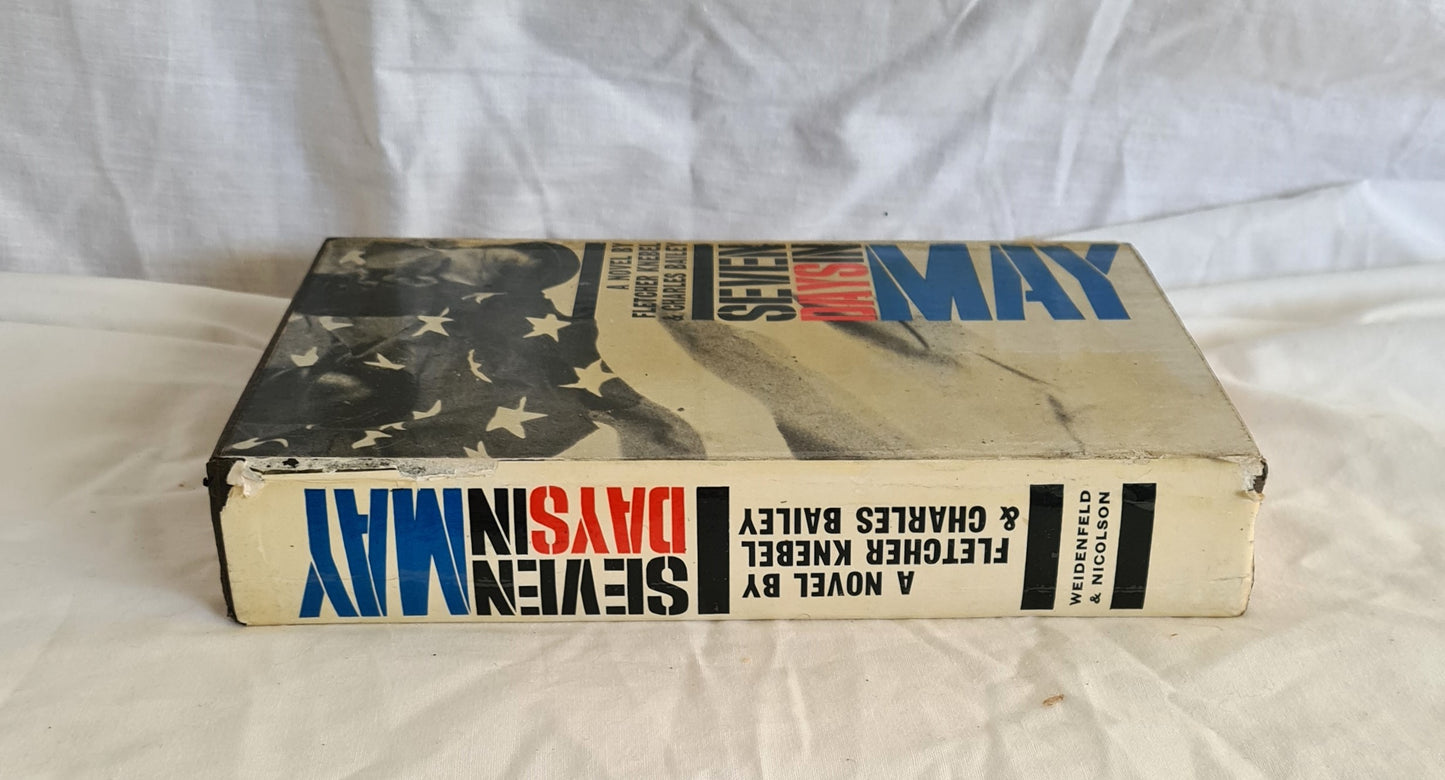 A NOVEL BY
FLETCHER KNEBEL
& CHARLES BAILEY
SEVEN
DAYS IN
MAY
SEVEN
DAYS IN
MAY
A NOVEL BY
FLETCHER KNEBEL
& CHARLES BAILEY
WEIDENFELD
& NICOLSON